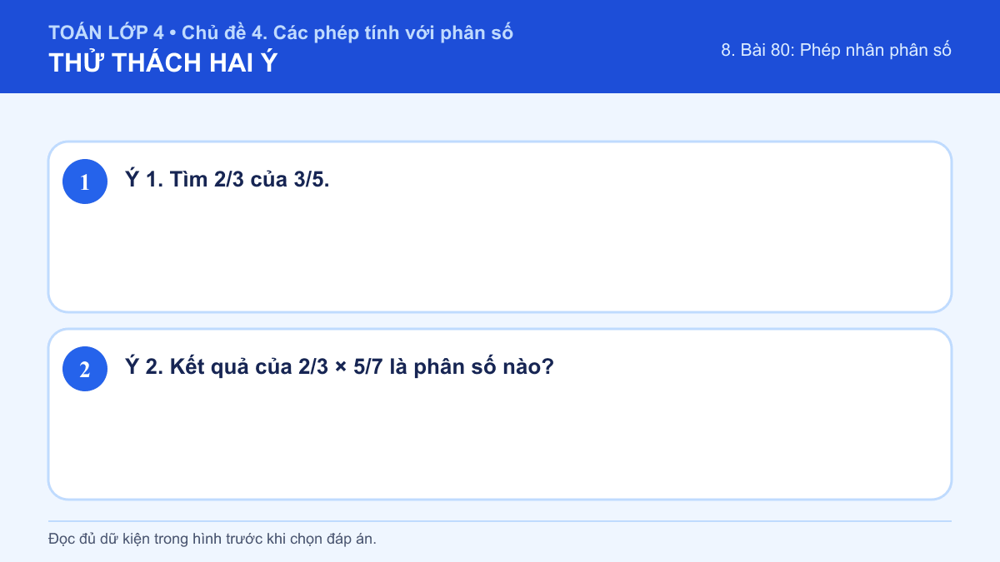 TOÁN LỚP 4 • Chủ đề 4. Các phép tính với phân số
THỬ THÁCH HAI Ý
8. Bài 80: Phép nhân phân số
1
Ý 1. Tìm 2/3 của 3/5.
2
Ý 2. Kết quả của 2/3 × 5/7 là phân số nào?
Đọc đủ dữ kiện trong hình trước khi chọn đáp án.